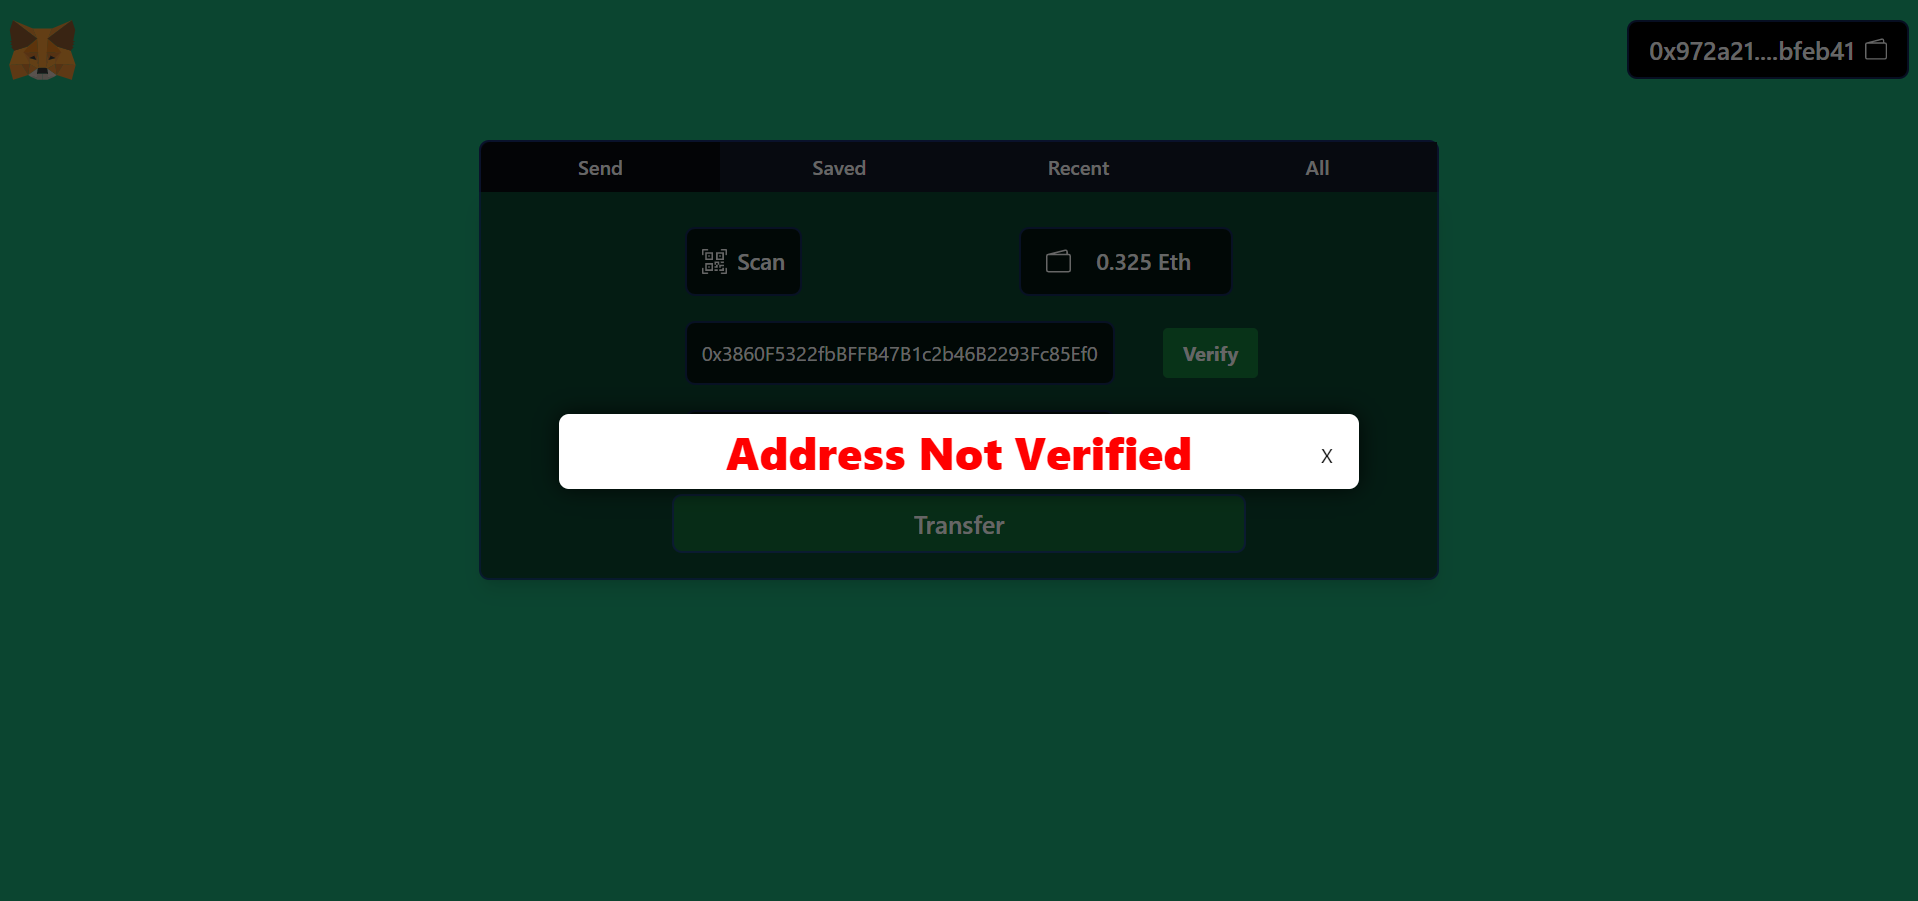 0x972a21....bfeb41
Send Saved Recent All
Scan 0.325 Eth
0x3860F5322fbBFFB47B1c2b46B2293Fc85Ef0 Verify
Address Not Verified X
Transfer